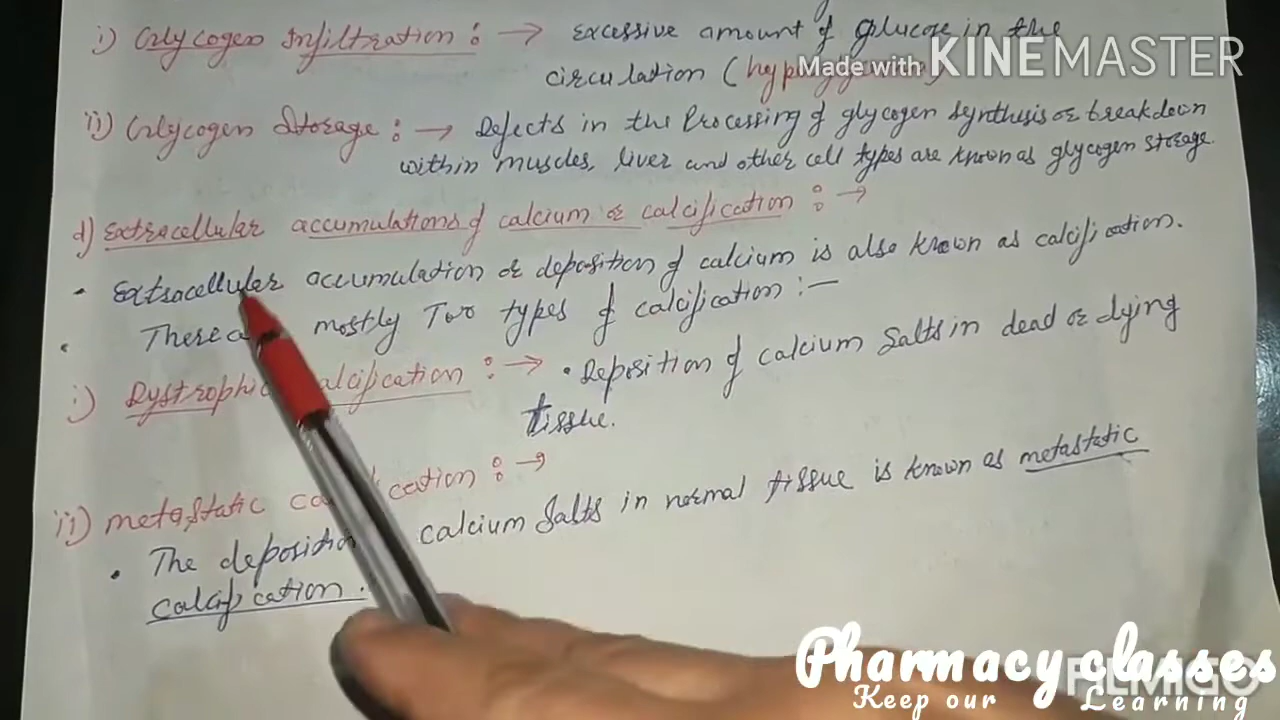 i) Glycogen Infiltration : → Excessive amount of glucose in the
circulation (
Made with KINEMASTER
ii) Glycogen Storage : → Defects in the Processing of glycogen synthesis or breakdown
within muscles, liver and other cell types are known as glycogen storage.
d) Extracellular accumulations of calcium or calcification : →
• Extracellular accumulation or deposition of calcium is also known as calcification.
• There mostly Two types of calcification :-
i) Dystrophic calcification : → • Deposition of calcium salts in dead or dying
tissue.
ii) metastatic calcification : →
• The deposition calcium salts in normal tissue is known as metastatic
calcification.
Pharmacy classes
FILMIGO
Keep our Learning